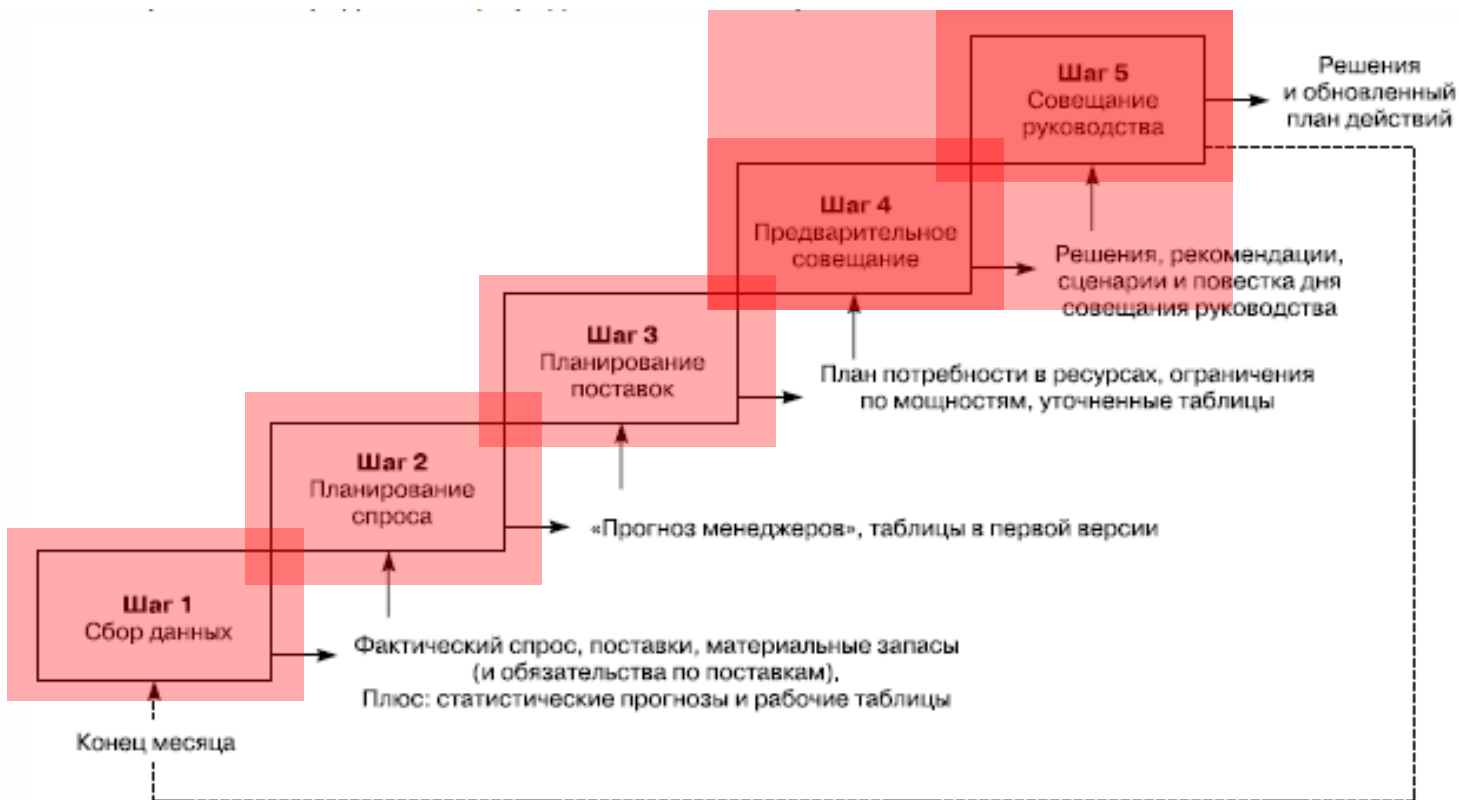 Шаг 5
Совещание
руководства
Решения
и обновленный
план действий
Шаг 4
Предварительное
совещание
Решения, рекомендации,
сценарии и повестка дня
совещания руководства
Шаг 3
Планирование
поставок
План потребности в ресурсах, ограничения
по мощностям, уточненные таблицы
Шаг 2
Планирование
спроса
«Прогноз менеджеров», таблицы в первой версии
Шаг 1
Сбор данных
Фактический спрос, поставки, материальные запасы
(и обязательства по поставкам),
Плюс: статистические прогнозы и рабочие таблицы
Конец месяца